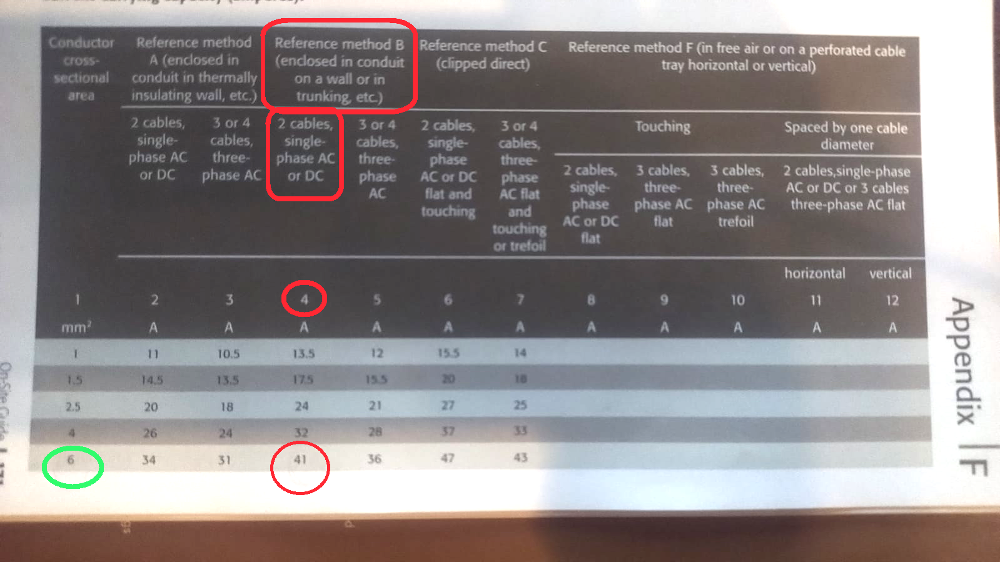 Conductor
cross-
sectional
area
Reference method
A (enclosed in
conduit in thermally
insulating wall, etc.)
Reference method B
(enclosed in conduit
on a wall or in
trunking, etc.)
Reference method C
(clipped direct)
Reference method F (in free air or on a perforated cable
tray horizontal or vertical)
2 cables,
single-
phase AC
or DC
3 or 4
cables,
three-
phase AC
2 cables,
single-
phase AC
or DC
3 or 4
cables,
three-
phase
AC
2 cables,
single-
phase
AC or DC
flat and
touching
3 or 4
cables,
three-
phase
AC flat
and
touching
or trefoil
Touching
Spaced by one cable
diameter
2 cables,
single-
phase
AC or DC
flat
3 cables,
three-
phase AC
flat
3 cables,
three-
phase AC
trefoil
2 cables,single-phase
AC or DC or 3 cables
three-phase AC flat
horizontal vertical
1 2 3 4 5 6 7 8 9 10 11 12
mm² A A A A A A A A A A A
1 11 10.5 13.5 12 15.5 14
1.5 14.5 13.5 17.5 15.5 20 18
2.5 20 18 24 21 27 25
4 26 24 32 28 37 33
6 34 31 41 36 47 43
Appendix | F
On-Site Guide